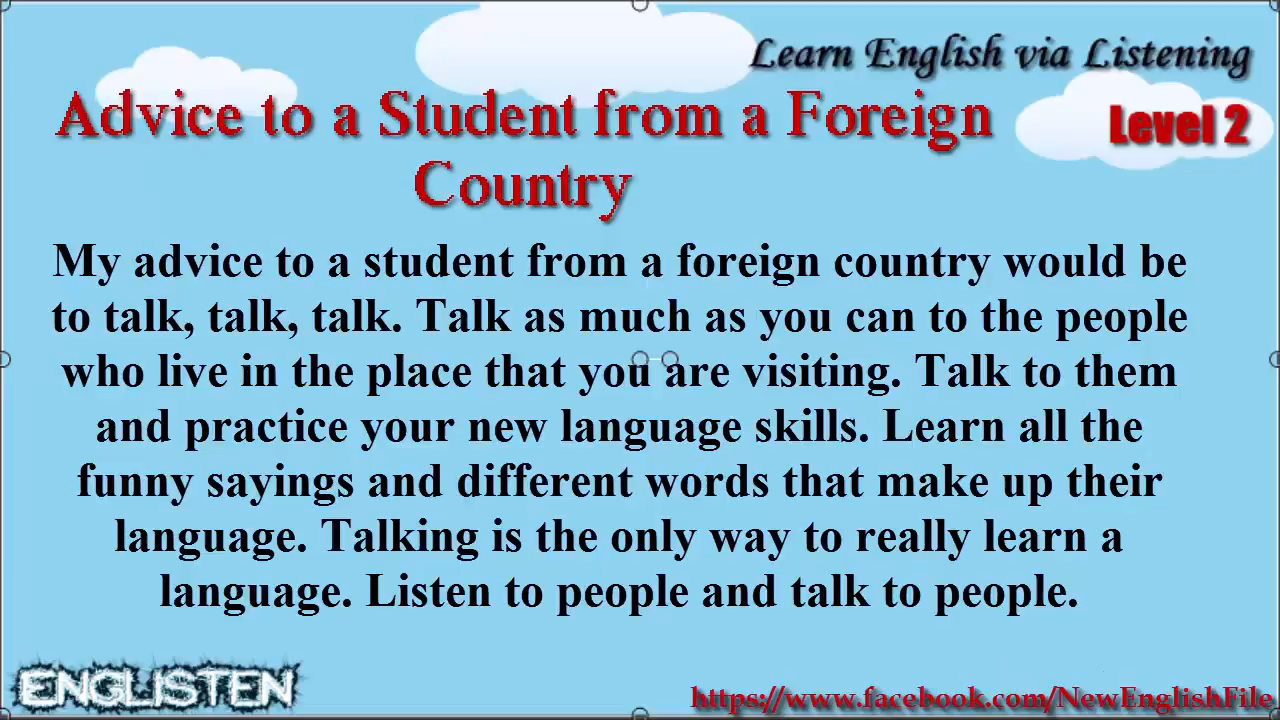 Learn English via Listening
Level 2
Advice to a Student from a Foreign
Country
My advice to a student from a foreign country would be
to talk, talk, talk. Talk as much as you can to the people
who live in the place that you are visiting. Talk to them
and practice your new language skills. Learn all the
funny sayings and different words that make up their
language. Talking is the only way to really learn a
language. Listen to people and talk to people.
ENGLISTEN
https://www.facebook.com/NewEnglishFile